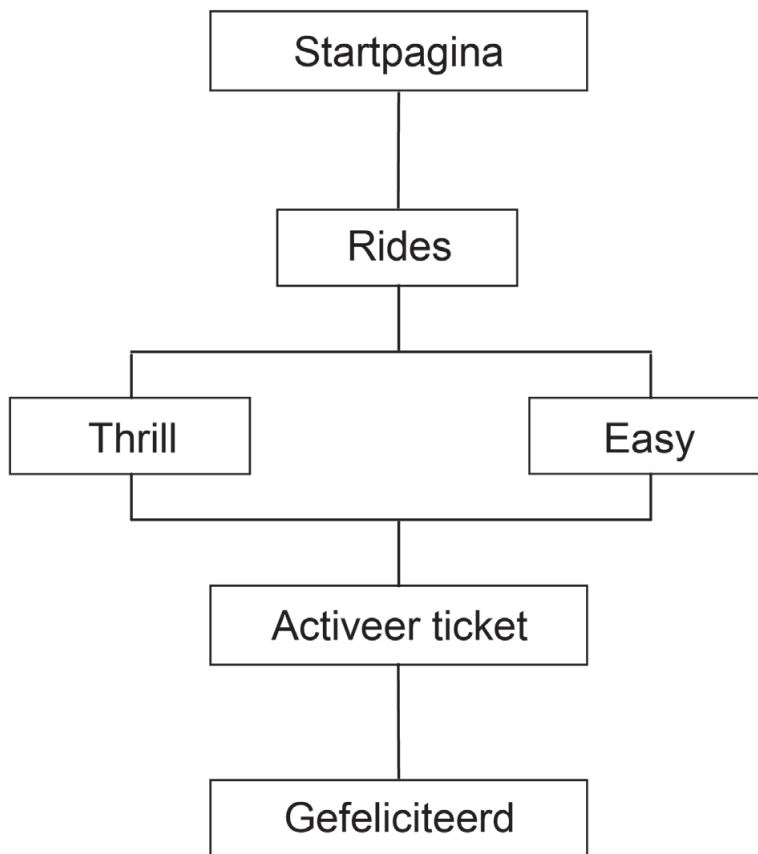 Startpagina
Rides
Thrill
Easy
Activeer ticket
Gefeliciteerd